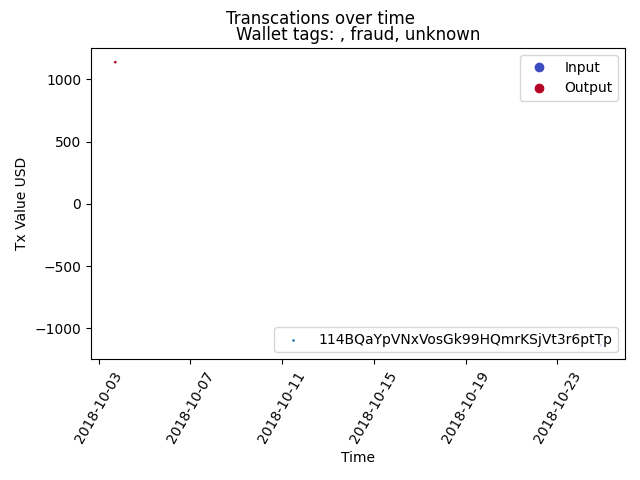 Transcations over time
Wallet tags: , fraud, unknown
Tx Value USD
1000
500
0
−500
−1000
Input
Output
114BQaYpVNxVosGk99HQmrKSjVt3r6ptTp
2018-10-03
2018-10-07
2018-10-11
2018-10-15
2018-10-19
2018-10-23
Time